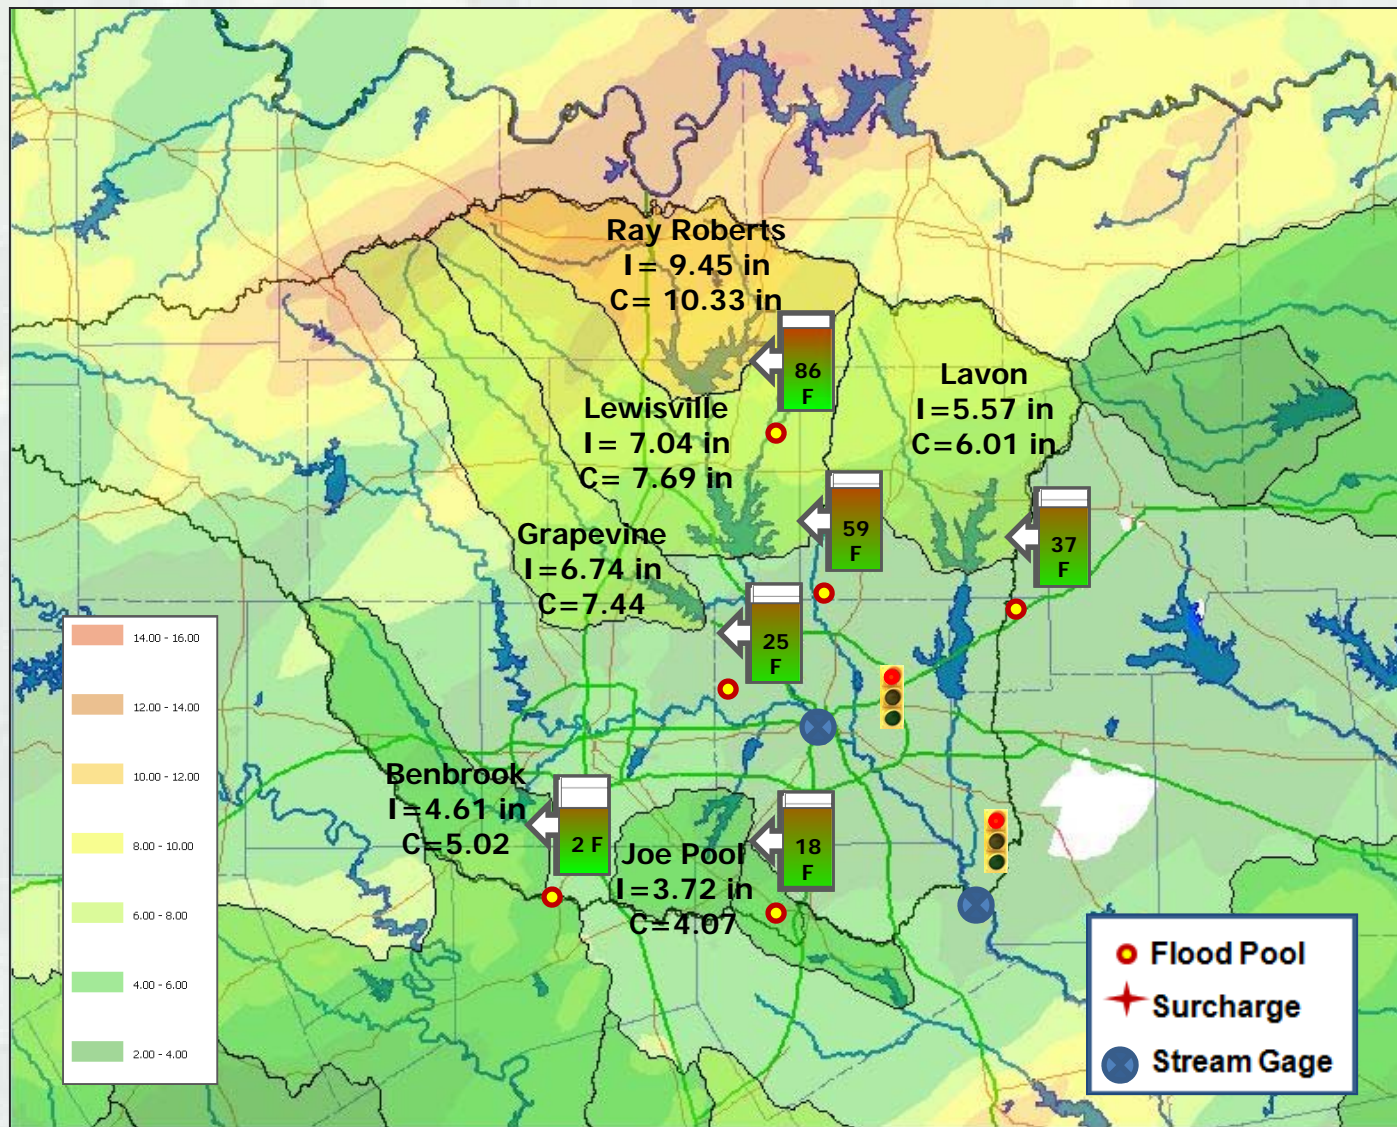 Ray Roberts
I= 9.45 in
C= 10.33 in
86
F
Lavon
I=5.57 in
C=6.01 in
Lewisville
I= 7.04 in
C= 7.69 in
59
F
37
F
Grapevine
I=6.74 in
C=7.44
25
F
14.00 - 16.00
12.00 - 14.00
10.00 - 12.00
8.00 - 10.00
6.00 - 8.00
4.00 - 6.00
2.00 - 4.00
Benbrook
I=4.61 in
C=5.02
2 F
Joe Pool
I=3.72 in
C=4.07
18
F
Flood Pool
Surcharge
Stream Gage